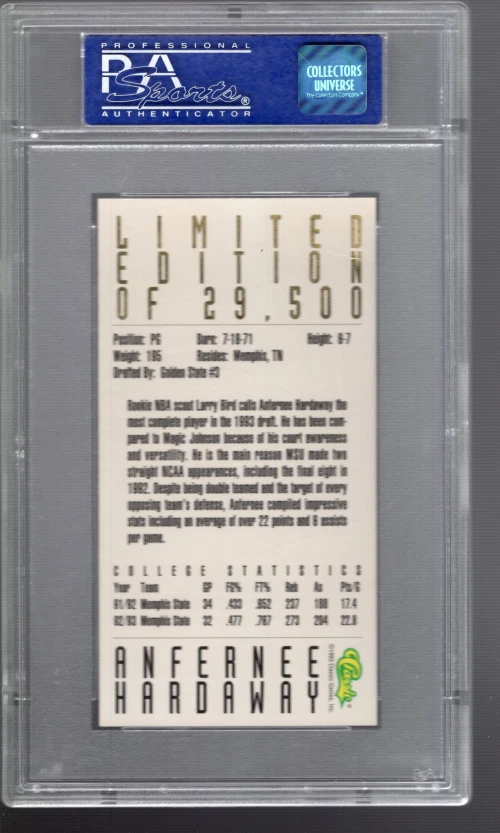 PROFESSIONAL
PSA
Sports®
AUTHENTICATOR
COLLECTORS
UNIVERSE
The Collectors Company™
LIMITED
EDITION
OF 29,500
Position: PG Born: 7-18-71 Height: 6-7
Weight: 195 Resides: Memphis, TN
Drafted By: Golden State #3
Rookie NBA scout Larry Bird calls Anfernee Hardaway the
most complete player in the 1993 draft. He has been com-
pared to Magic Johnson because of his court awareness
and versatility. He is the main reason MSU made two
straight NCAA appearances, including the final eight in
1992. Despite being double teamed and the target of every
opposing team's defense, Anfernee compiled impressive
stats including an average of over 22 points and 6 assists
per game.
COLLEGE STATISTICS
Year Team GP FG% FT% Reb As Pts/G
91/92 Memphis State 34 .433 .652 237 188 17.4
92/93 Memphis State 32 .477 .767 273 204 22.8
ANFERNEE
HARDAWAY
Classic®
©1993 Classic Games, Inc.